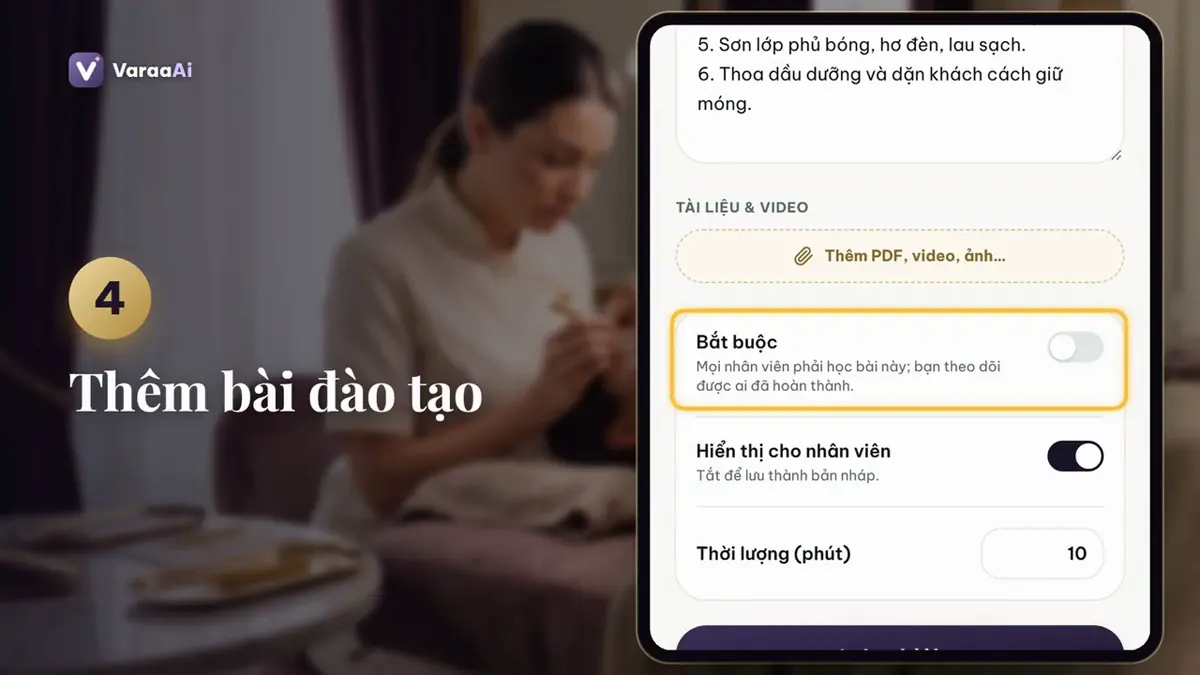 VaraaAi
4
Thêm bài đào tạo
5. Sơn lớp phủ bóng, hơ đèn, lau sạch.
6. Thoa dầu dưỡng và dặn khách cách giữ
móng.
TÀI LIỆU & VIDEO
Thêm PDF, video, ảnh...
Bắt buộc
Mọi nhân viên phải học bài này; bạn theo dõi
được ai đã hoàn thành.
Hiển thị cho nhân viên
Tắt để lưu thành bản nháp.
Thời lượng (phút)
10